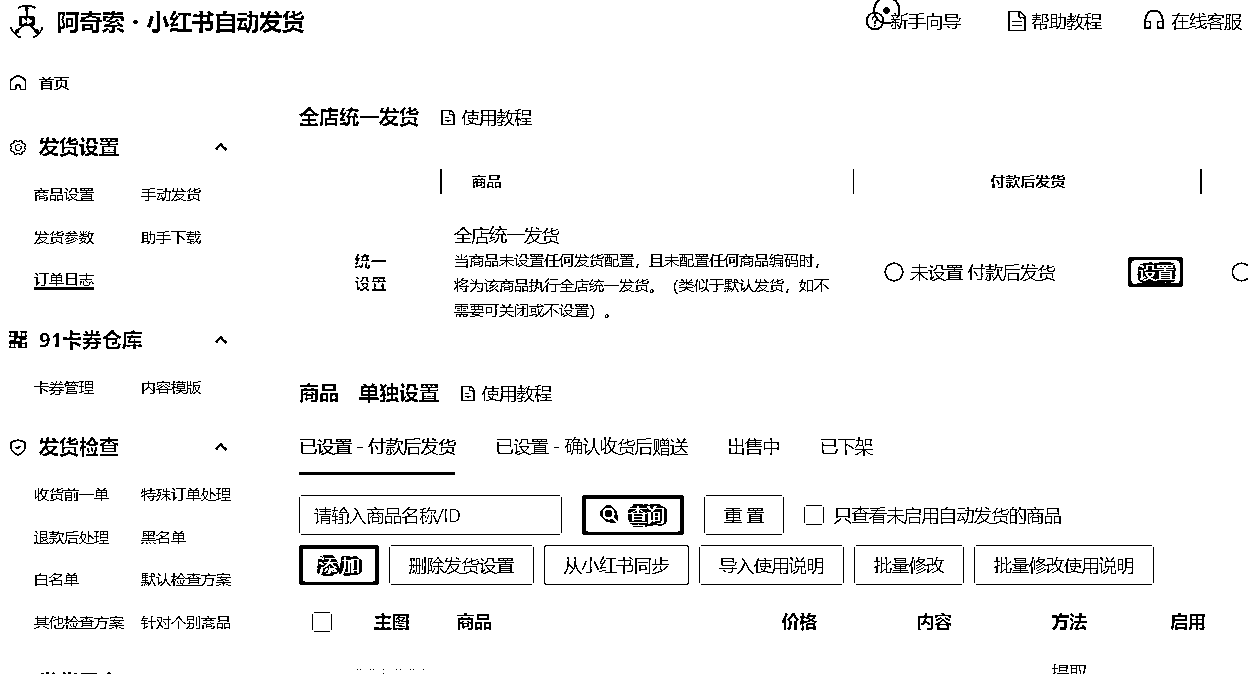 阿奇索·小红书自动发货
新手向导 帮助教程 在线客服
首页
全店统一发货 使用教程
发货设置
商品 付款后发货
商品设置 手动发货
发货参数 助手下载
订单日志
统一设置
全店统一发货
当商品未设置任何发货配置，且未配置任何商品编码时，
将为该商品执行全店统一发货。（类似于默认发货，如不
需要可关闭或不设置）。
未设置 付款后发货 设置
91卡券仓库
卡券管理 内容模版
商品 单独设置 使用教程
发货检查
已设置 - 付款后发货 已设置 - 确认收货后赠送 出售中 已下架
收货前一单 特殊订单处理
请输入商品名称/ID 查询 重置 只查看未启用自动发货的商品
退款后处理 黑名单
添加 删除发货设置 从小红书同步 导入使用说明 批量修改 批量修改使用说明
白名单 默认检查方案
其他检查方案 针对个别商品
主图 商品 价格 内容 方法 启用
提取